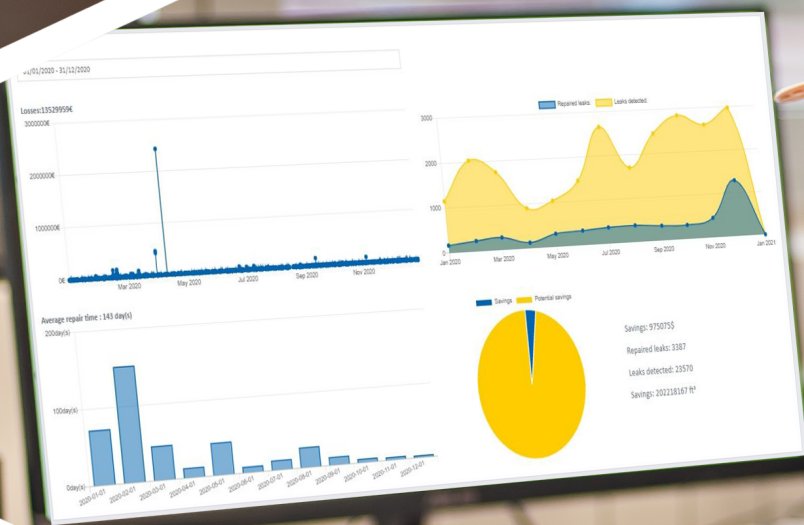 01/01/2020 - 31/12/2020
Losses:13529959€
3000000€
2000000€
1000000€
0€
Mar 2020
May 2020
Jul 2020
Sep 2020
Nov 2020
Repaired leaks
Leaks detected
3000
2000
1000
0
Jan 2020
Mar 2020
May 2020
Jul 2020
Sep 2020
Nov 2020
Jan 2021
Average repair time : 143 day(s)
200day(s)
100day(s)
0day(s)
2020-01-01
2020-02-01
2020-03-01
2020-04-01
2020-05-01
2020-06-01
2020-07-01
2020-08-01
2020-09-01
2020-10-01
2020-11-01
2020-12-01
Savings
Potential savings
Savings: 975075$
Repaired leaks: 3387
Leaks detected: 23570
Savings: 202218167 ft³